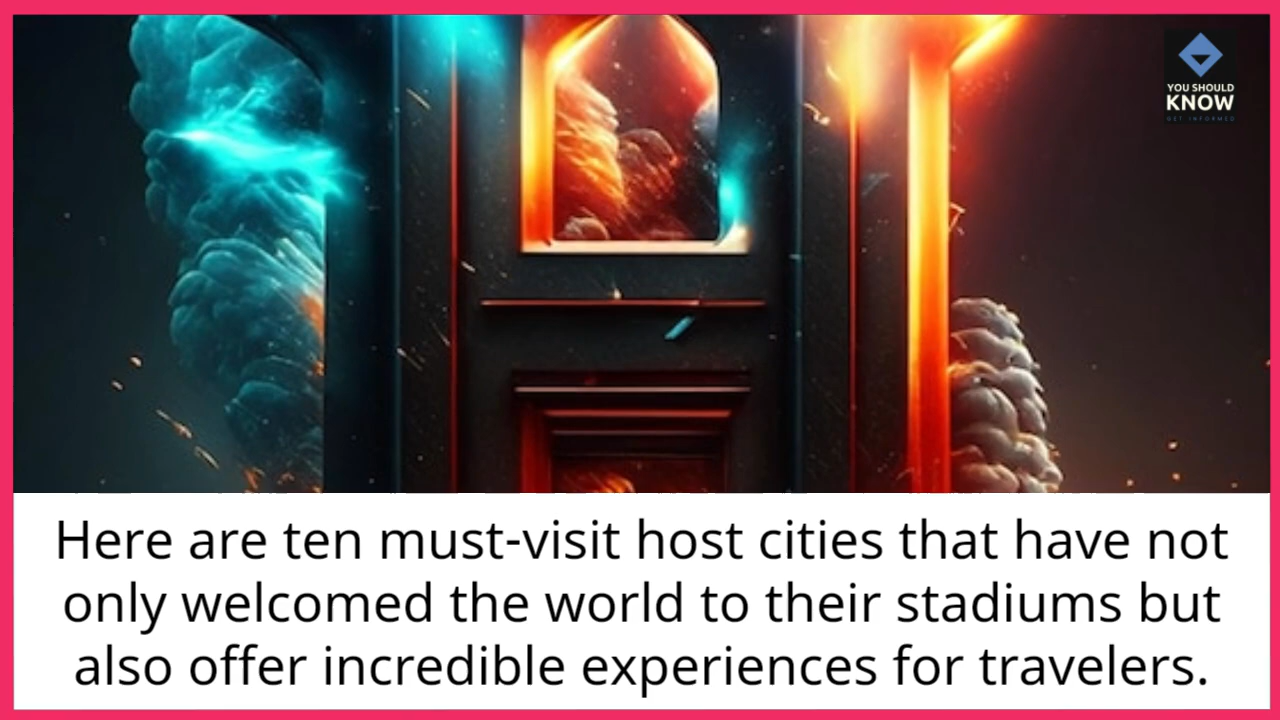 YOU SHOULD
KNOW
GET INFORMED
Here are ten must-visit host cities that have not
only welcomed the world to their stadiums but
also offer incredible experiences for travelers.